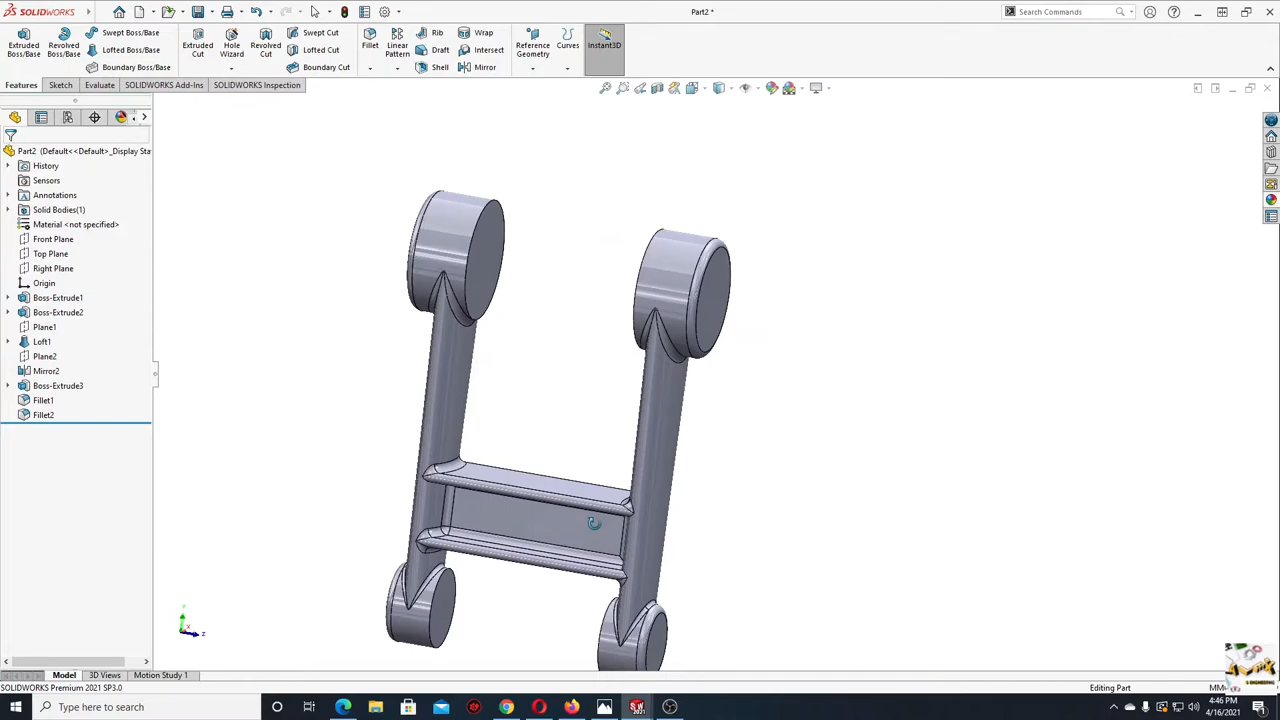 SOLIDWORKS
Part2 *
Search Commands
Extruded Boss/Base
Revolved Boss/Base
Swept Boss/Base
Lofted Boss/Base
Boundary Boss/Base
Extruded Cut
Hole Wizard
Revolved Cut
Swept Cut
Lofted Cut
Boundary Cut
Fillet
Linear Pattern
Rib
Draft
Shell
Wrap
Intersect
Mirror
Reference Geometry
Curves
Instant3D
Features
Sketch
Evaluate
SOLIDWORKS Add-Ins
SOLIDWORKS Inspection
Part2 (Default<<Default>_Display Sta
History
Sensors
Annotations
Solid Bodies(1)
Material <not specified>
Front Plane
Top Plane
Right Plane
Origin
Boss-Extrude1
Boss-Extrude2
Plane1
Loft1
Plane2
Mirror2
Boss-Extrude3
Fillet1
Fillet2
Y
X
Z
Model
3D Views
Motion Study 1
SOLIDWORKS Premium 2021 SP3.0
Editing Part
Type here to search
4:46 PM
4/16/2021